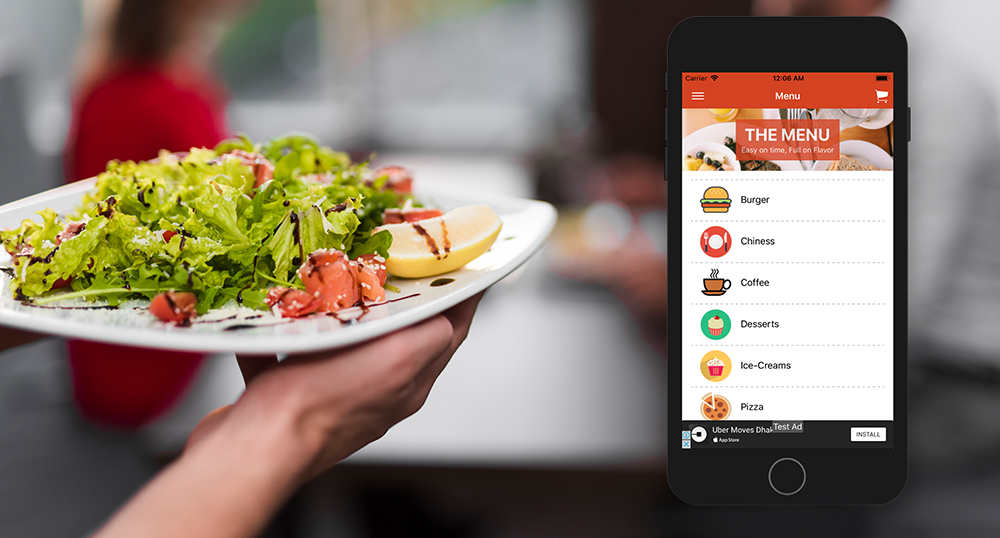 Carrier 12:06 AM
Menu
THE MENU
Easy on time, Full on Flavor
Burger
Chiness
Coffee
Desserts
Ice-Creams
Pizza
Uber Moves Dhak
Test Ad
App Store
INSTALL